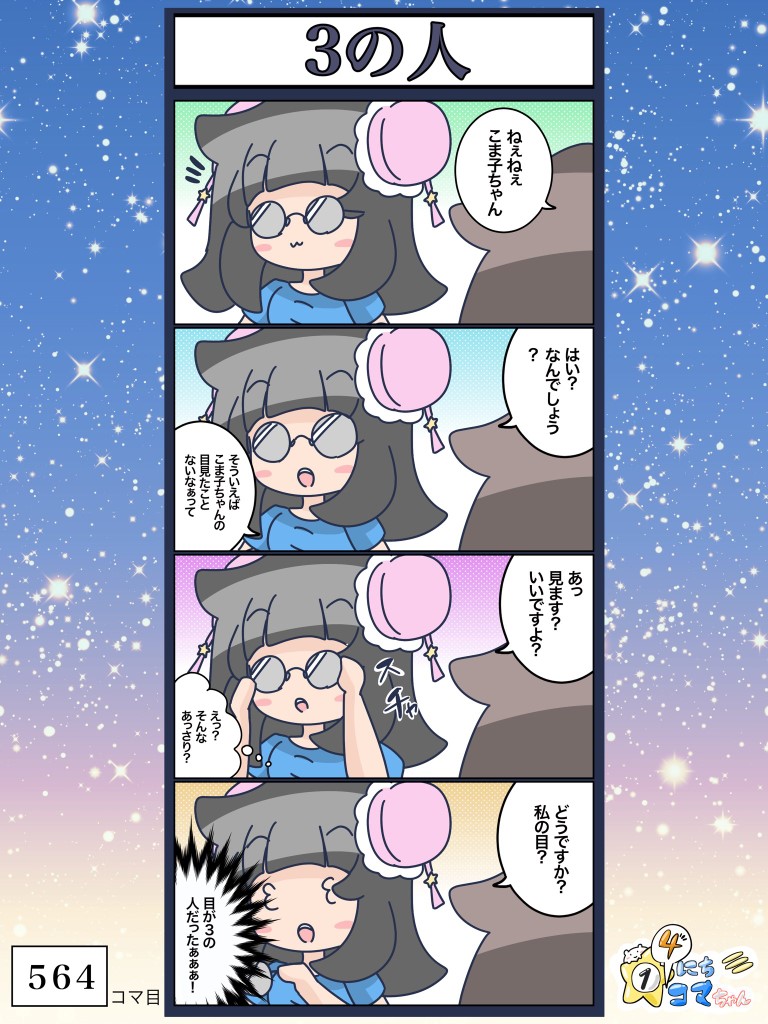 3の人
ねぇねぇ
こま子ちゃん
はい?
なんでしょう
?
そういえば
こま子ちゃんの
目見たこと
ないなぁって
あっ
見ます?
いいですよ?
スチャ
えっ?
そんな
あっさり?
どうですか?
私の目?
目が3の
人だったぁぁぁ!
564
コマ目
1
4
にち
コマ
ちゃん